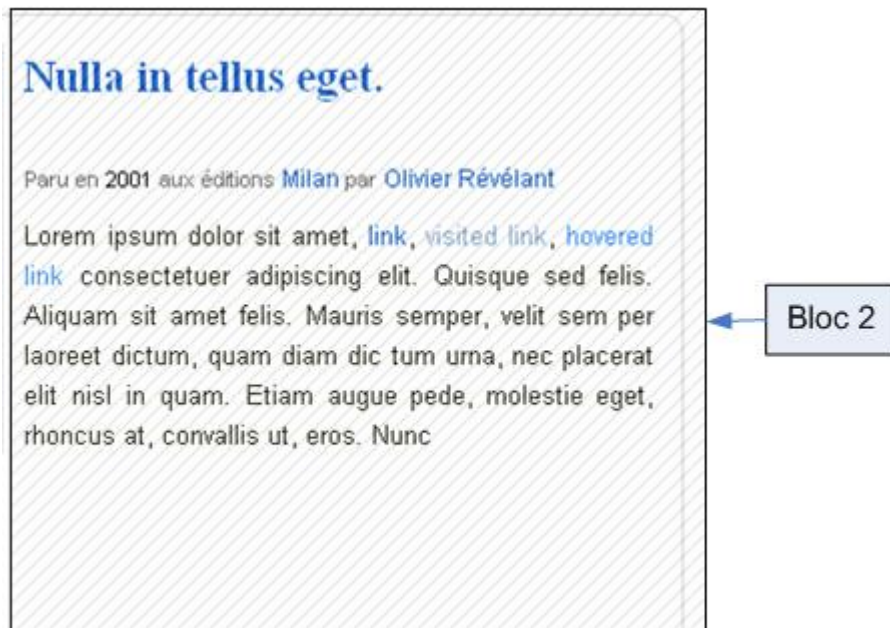 Nulla in tellus eget.
Paru en 2001 aux éditions Milan par Olivier Révélant
Lorem ipsum dolor sit amet, link, visited link, hovered
link consectetuer adipiscing elit. Quisque sed felis.
Aliquam sit amet felis. Mauris semper, velit sem per
laoreet dictum, quam diam dic tum urna, nec placerat
elit nisl in quam. Etiam augue pede, molestie eget,
rhoncus at, convallis ut, eros. Nunc
Bloc 2